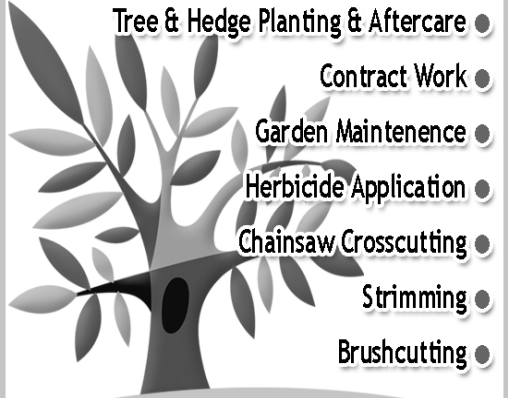 Tree & Hedge Planting & Aftercare
Contract Work
Garden Maintenence
Herbicide Application
Chainsaw Crosscutting
Strimming
Brushcutting